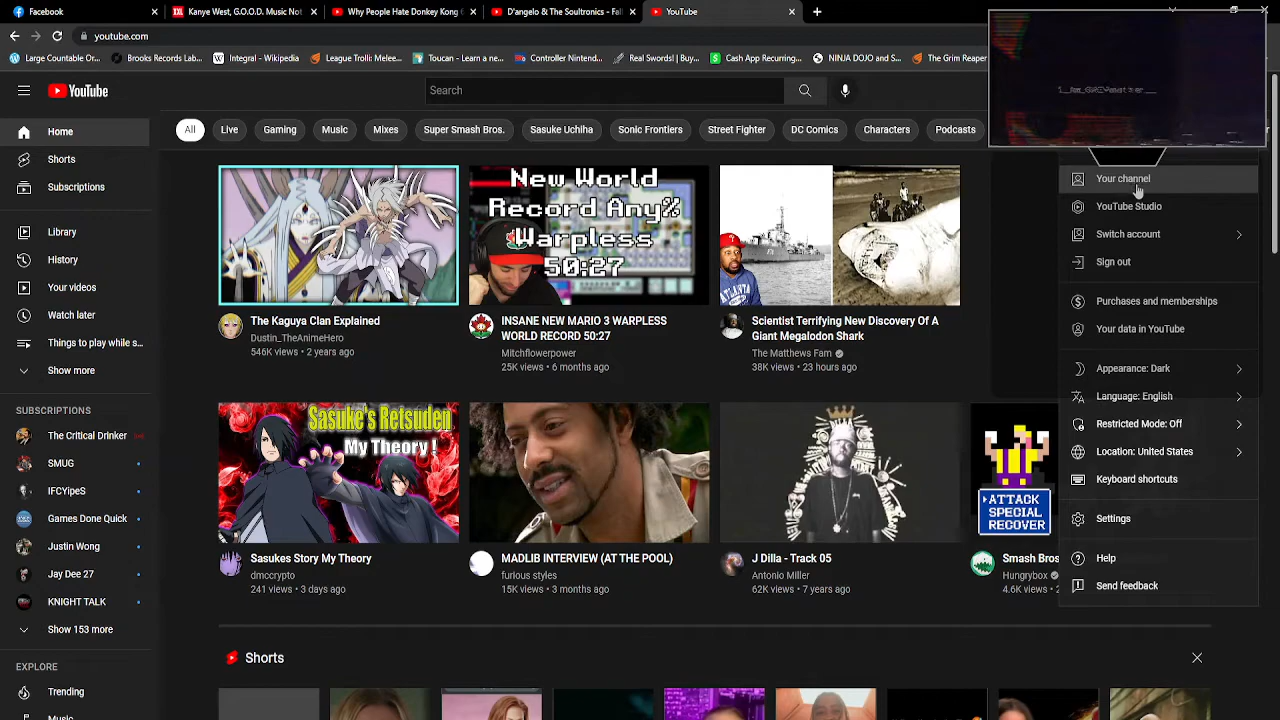 Facebook
Kanye West, G.O.O.D. Music Not
Why People Hate Donkey Kong
D'angelo & The Soultronics - Fall
YouTube
youtube.com
Large Countable Or...
Brooks Records Lab...
Integral - Wikipedia
League Trolli Melee...
Toucan - Learn a ne...
Controller Nintend...
Real Swords! | Buy...
Cash App Recurring...
NINJA DOJO and S...
The Grim Reaper
YouTube
Search
All
Live
Gaming
Music
Mixes
Super Smash Bros.
Sasuke Uchiha
Sonic Frontiers
Street Fighter
DC Comics
Characters
Podcasts
Home
Shorts
Subscriptions
Library
History
Your videos
Watch later
Things to play while s...
Show more
SUBSCRIPTIONS
The Critical Drinker
SMUG
IFCYipeS
Games Done Quick
Justin Wong
Jay Dee 27
KNIGHT TALK
Show 153 more
EXPLORE
Trending
Music
New World
Record Any%
Warpless
50:27
ATLANTA
The Kaguya Clan Explained
Dustin_TheAnimeHero
546K views • 2 years ago
INSANE NEW MARIO 3 WARPLESS
WORLD RECORD 50:27
Mitchflowerpower
25K views • 6 months ago
Scientist Terrifying New Discovery Of A
Giant Megalodon Shark
The Matthews Fam
38K views • 23 hours ago
Sasuke's Retsuden
My Theory!
ATTACK
SPECIAL
RECOVER
Sasukes Story My Theory
dmccrypto
241 views • 3 days ago
MADLIB INTERVIEW (AT THE POOL)
furious styles
15K views • 3 months ago
J Dilla - Track 05
Antonio Miller
62K views • 7 years ago
Smash Bros
Hungrybox
4.6K views • 2
Shorts
Your channel
YouTube Studio
Switch account
Sign out
Purchases and memberships
Your data in YouTube
Appearance: Dark
Language: English
Restricted Mode: Off
Location: United States
Keyboard shortcuts
Settings
Help
Send feedback